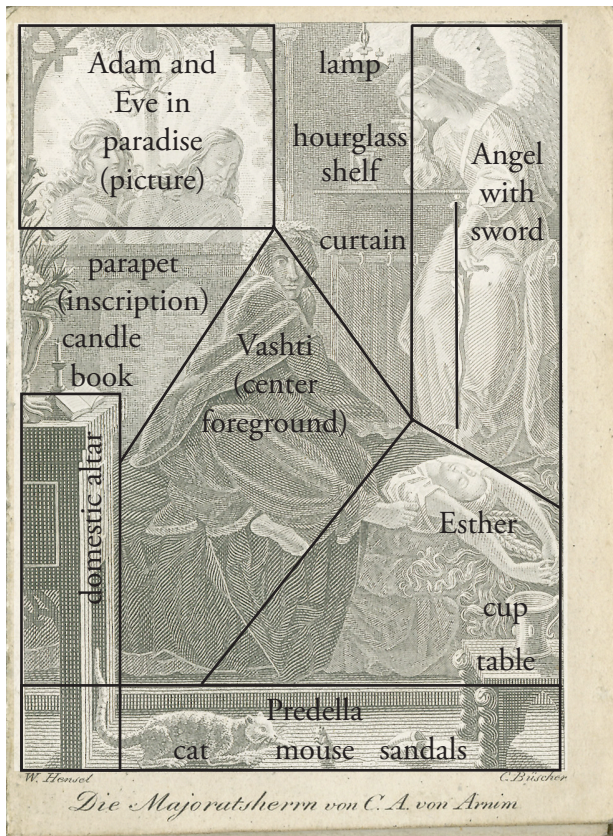 Adam and
Eve in
paradise
(picture)
lamp
hourglass
shelf
curtain
Angel
with
sword
parapet
(inscription)
candle
book
Vashti
(center
foreground)
domestic altar
Esther
cup
table
Predella
cat mouse sandals
W. Hensel
C. Büscher
Die Majoratsherrn von C. A. von Arnim